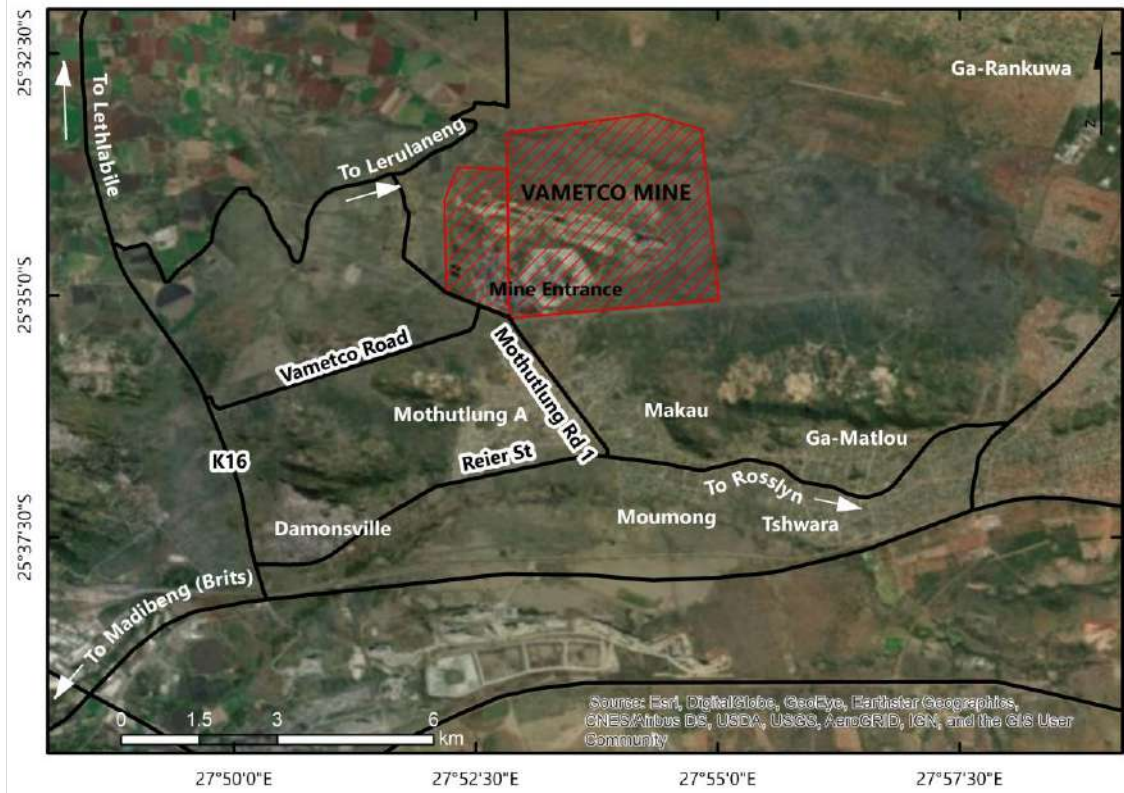 25°32'30"S
25°35'0"S
25°37'30"S
Ga-Rankuwa
N
To Lethlabile
To Lerulaneng
VAMETCO MINE
Mine Entrance
Vametco Road
Mothutlung Rd 1
Mothutlung A
Makau
Ga-Matlou
K16
Reier St
To Rosslyn
Damonsville
Moumong
Tshwara
To Madibeng (Brits)
0 1.5 3 6
km
Source: Esri, DigitalGlobe, GeoEye, Earthstar Geographics,
CNES/Airbus DS, USDA, USGS, AeroGRID, IGN, and the GIS User
Community
27°50'0"E 27°52'30"E 27°55'0"E 27°57'30"E